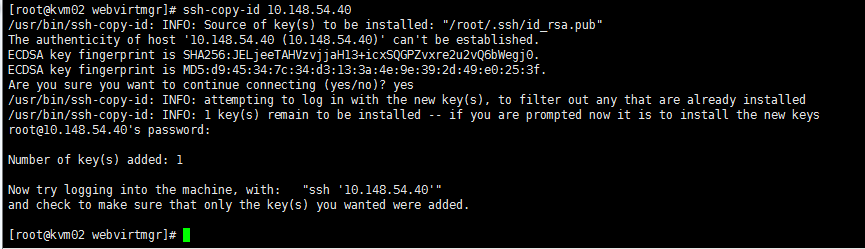 [root@kvm02 webvirtmgr]# ssh-copy-id 10.148.54.40
/usr/bin/ssh-copy-id: INFO: Source of key(s) to be installed: "/root/.ssh/id_rsa.pub"
The authenticity of host '10.148.54.40 (10.148.54.40)' can't be established.
ECDSA key fingerprint is SHA256:JELjeeTAHVzvjjaH13+icxSQGPZvxre2u2vQ6bWegj0.
ECDSA key fingerprint is MD5:d9:45:34:7c:34:d3:13:3a:4e:9e:39:2d:49:e0:25:3f.
Are you sure you want to continue connecting (yes/no)? yes
/usr/bin/ssh-copy-id: INFO: attempting to log in with the new key(s), to filter out any that are already installed
/usr/bin/ssh-copy-id: INFO: 1 key(s) remain to be installed -- if you are prompted now it is to install the new keys
root@10.148.54.40's password:
Number of key(s) added: 1
Now try logging into the machine, with:   "ssh '10.148.54.40'"
and check to make sure that only the key(s) you wanted were added.
[root@kvm02 webvirtmgr]#